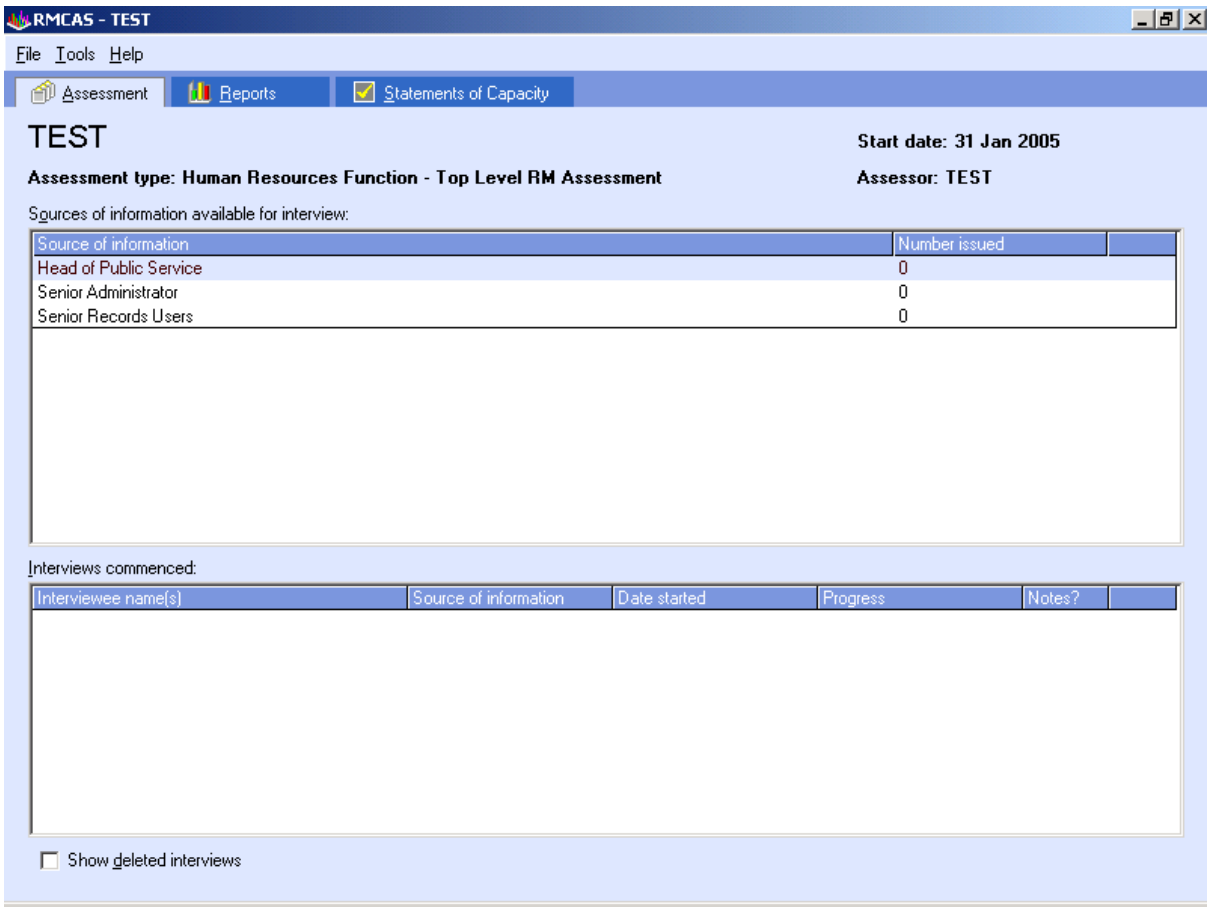 RMCAS - TEST
File Tools Help
Assessment Reports Statements of Capacity
TEST
Start date: 31 Jan 2005
Assessment type: Human Resources Function - Top Level RM Assessment
Assessor: TEST
Sources of information available for interview:
Source of information Number issued
Head of Public Service 0
Senior Administrator 0
Senior Records Users 0
Interviews commenced:
Interviewee name(s) Source of information Date started Progress Notes?
Show deleted interviews